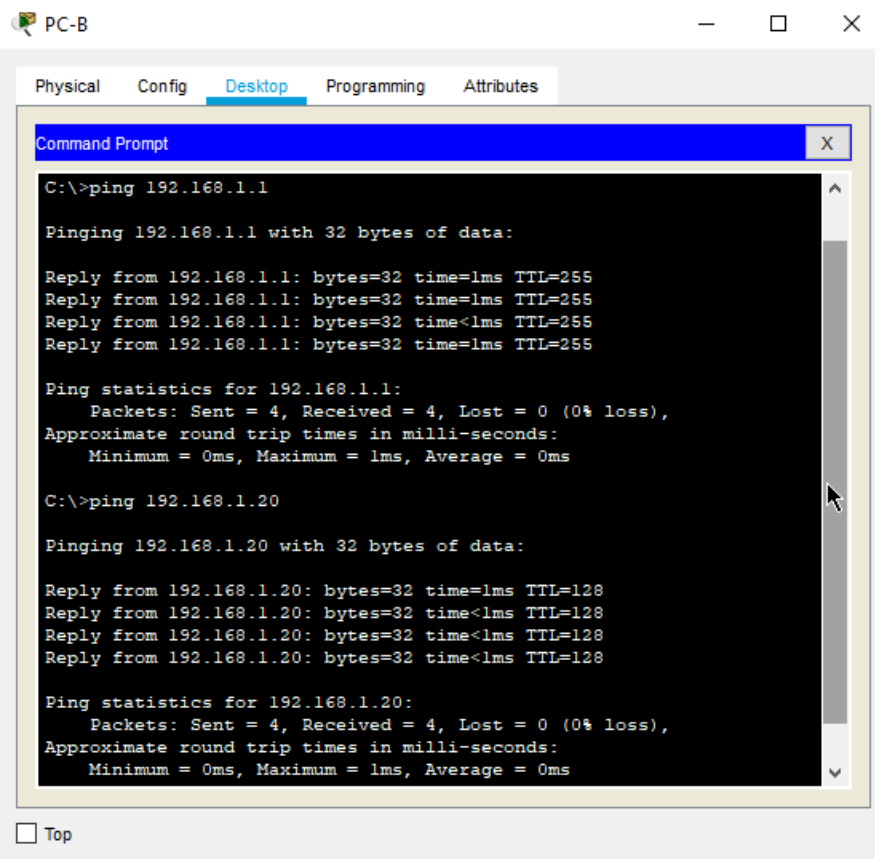 PC-B
Physical Config Desktop Programming Attributes
Command Prompt X
C:\>ping 192.168.1.1
Pinging 192.168.1.1 with 32 bytes of data:
Reply from 192.168.1.1: bytes=32 time=1ms TTL=255
Reply from 192.168.1.1: bytes=32 time=1ms TTL=255
Reply from 192.168.1.1: bytes=32 time<1ms TTL=255
Reply from 192.168.1.1: bytes=32 time=1ms TTL=255
Ping statistics for 192.168.1.1:
    Packets: Sent = 4, Received = 4, Lost = 0 (0% loss),
Approximate round trip times in milli-seconds:
    Minimum = 0ms, Maximum = 1ms, Average = 0ms
C:\>ping 192.168.1.20
Pinging 192.168.1.20 with 32 bytes of data:
Reply from 192.168.1.20: bytes=32 time=1ms TTL=128
Reply from 192.168.1.20: bytes=32 time<1ms TTL=128
Reply from 192.168.1.20: bytes=32 time<1ms TTL=128
Reply from 192.168.1.20: bytes=32 time<1ms TTL=128
Ping statistics for 192.168.1.20:
    Packets: Sent = 4, Received = 4, Lost = 0 (0% loss),
Approximate round trip times in milli-seconds:
    Minimum = 0ms, Maximum = 1ms, Average = 0ms
Top